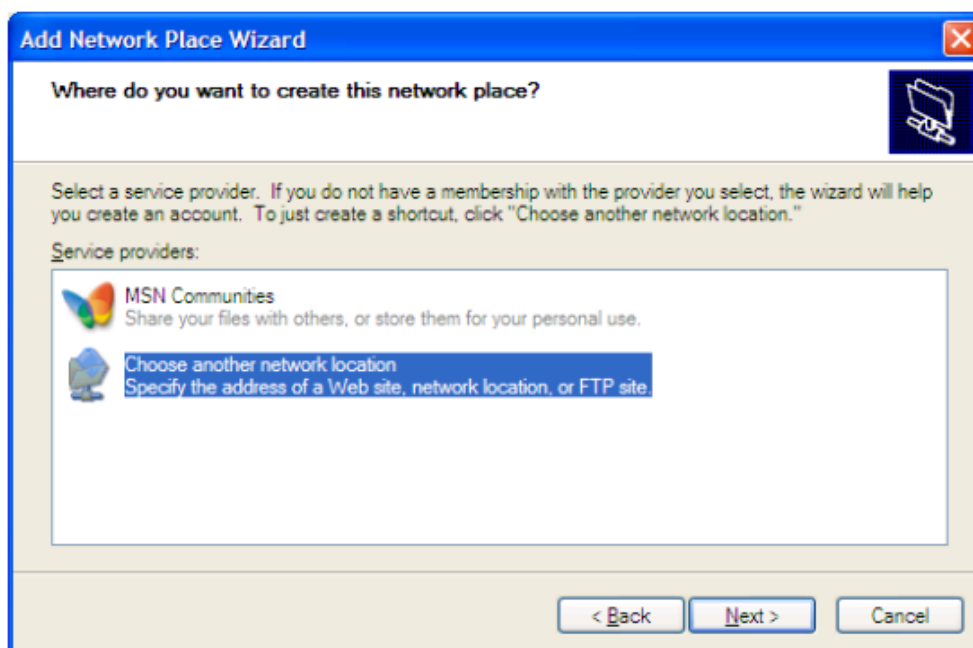 Add Network Place Wizard
Where do you want to create this network place?
Select a service provider.  If you do not have a membership with the provider you select, the wizard will help
you create an account.  To just create a shortcut, click "Choose another network location."
Service providers:
MSN Communities
Share your files with others, or store them for your personal use.
Choose another network location
Specify the address of a Web site, network location, or FTP site.
< Back
Next >
Cancel